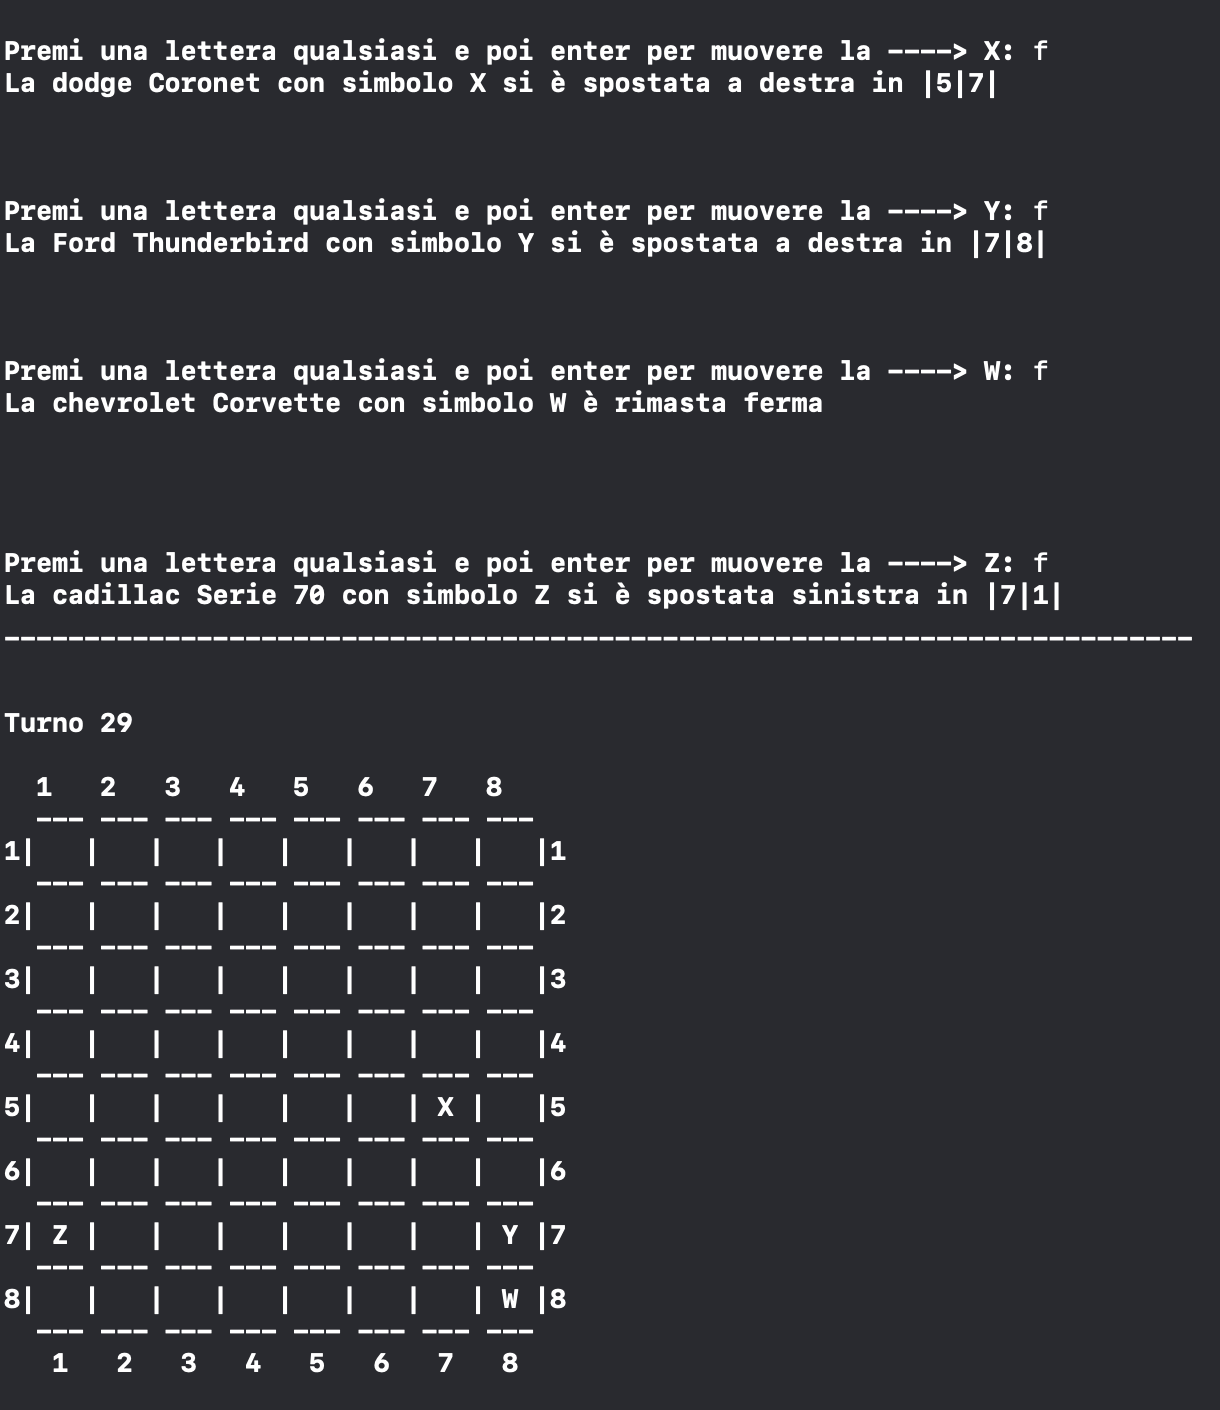 Premi una lettera qualsiasi e poi enter per muovere la ----> X: f
La dodge Coronet con simbolo X si è spostata a destra in |5|7|
Premi una lettera qualsiasi e poi enter per muovere la ----> Y: f
La Ford Thunderbird con simbolo Y si è spostata a destra in |7|8|
Premi una lettera qualsiasi e poi enter per muovere la ----> W: f
La chevrolet Corvette con simbolo W è rimasta ferma
Premi una lettera qualsiasi e poi enter per muovere la ----> Z: f
La cadillac Serie 70 con simbolo Z si è spostata sinistra in |7|1|
--------------------------------------------------------------------------
Turno 29
  1   2   3   4   5   6   7   8
  --- --- --- --- --- --- --- ---
1|   |   |   |   |   |   |   |   |1
  --- --- --- --- --- --- --- ---
2|   |   |   |   |   |   |   |   |2
  --- --- --- --- --- --- --- ---
3|   |   |   |   |   |   |   |   |3
  --- --- --- --- --- --- --- ---
4|   |   |   |   |   |   |   |   |4
  --- --- --- --- --- --- --- ---
5|   |   |   |   |   |   | X |   |5
  --- --- --- --- --- --- --- ---
6|   |   |   |   |   |   |   |   |6
  --- --- --- --- --- --- --- ---
7| Z |   |   |   |   |   |   | Y |7
  --- --- --- --- --- --- --- ---
8|   |   |   |   |   |   |   | W |8
  --- --- --- --- --- --- --- ---
   1   2   3   4   5   6   7   8